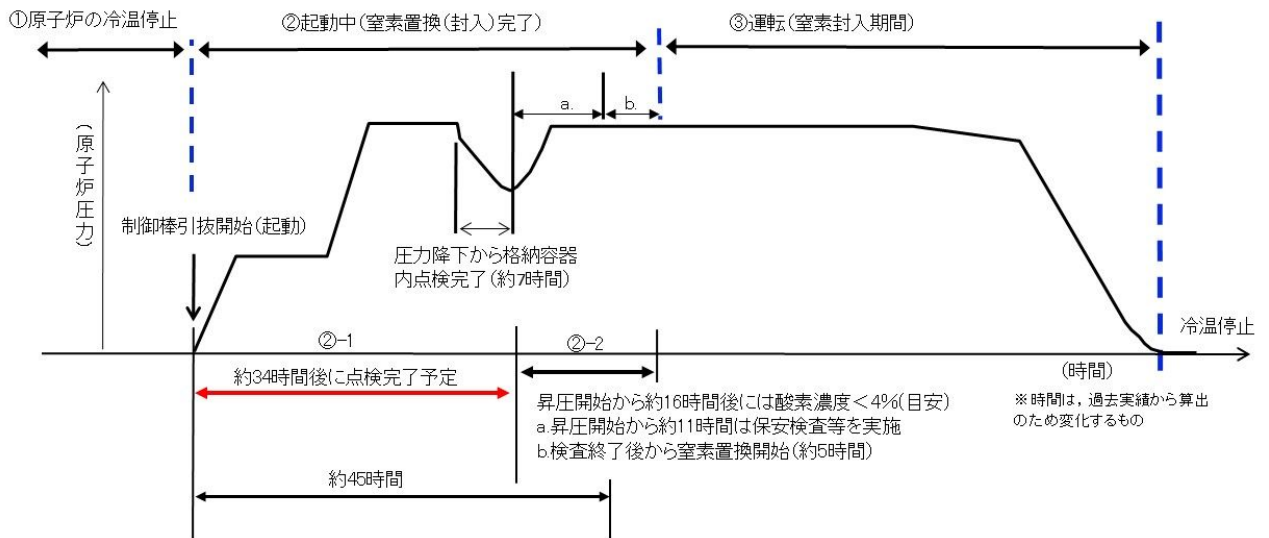 ①原子炉の冷温停止
②起動中(窒素置換(封入)完了)
③運転(窒素封入期間)
a.
b.
(原子炉圧力)
制御棒引抜開始(起動)
圧力降下から格納容器
内点検完了(約7時間)
②-1
②-2
冷温停止
(時間)
約34時間後に点検完了予定
昇圧開始から約16時間後には酸素濃度<4%(目安)
a.昇圧開始から約11時間は保安検査等を実施
b.検査終了後から窒素置換開始(約5時間)
※時間は，過去実績から算出
のため変化するもの
約45時間